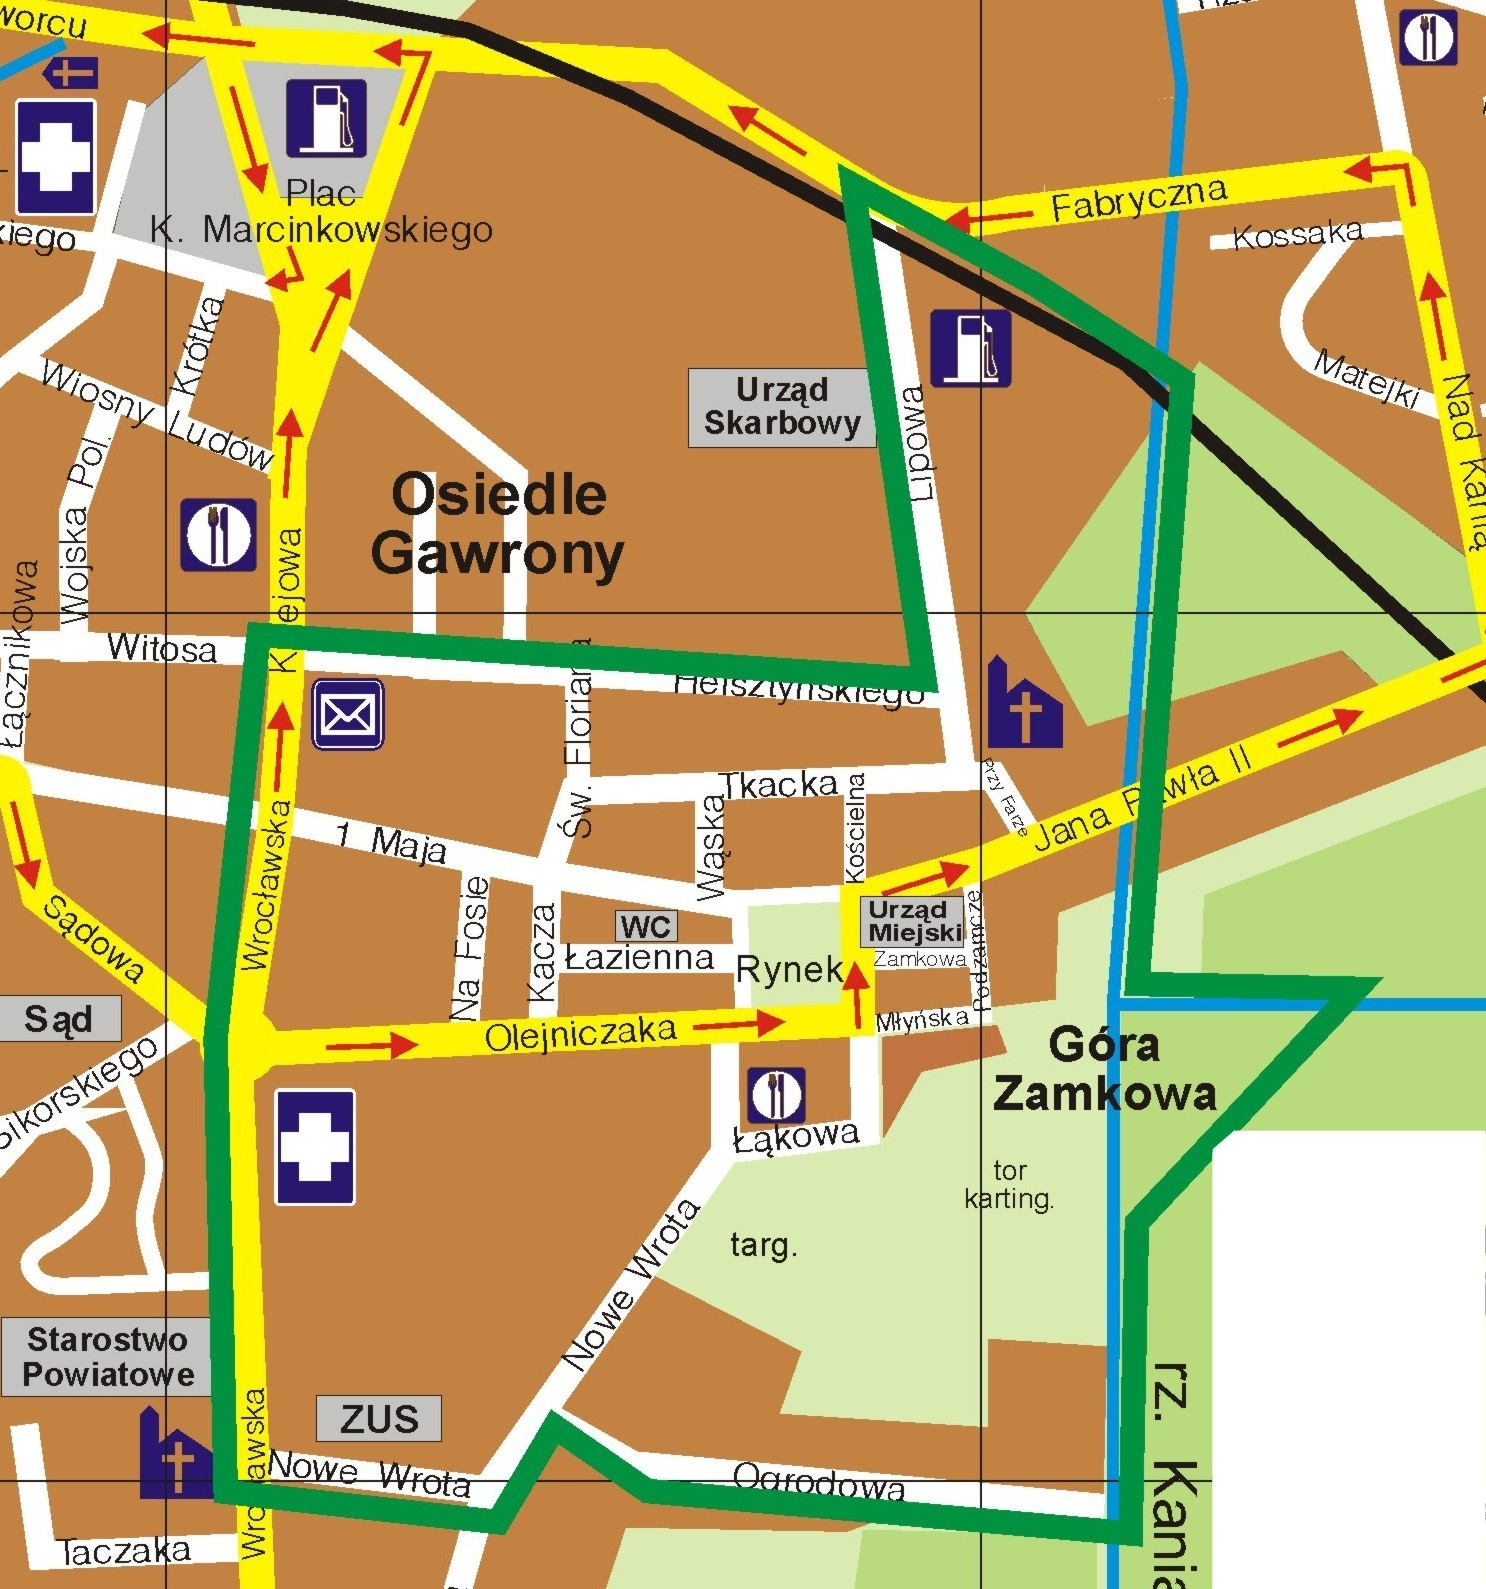 worcu
Plac
K. Marcinkowskiego
kiego
Fabryczna
Kossaka
Matejki
Nad Kanią
Krótka
Wiosny Ludów
Wojska Pol.
Łącznikowa
Urząd
Skarbowy
Lipowa
Osiedle
Gawrony
Kolejowa
Witosa
Hefsztyńskiego
Św. Floriana
Tkacka
Wąska
Kościelna
Przy Farze
Jana Pawła II
1 Maja
Wrocławska
Na Fosie
Kacza
WC
Łazienna
Rynek
Urząd
Miejski
Zamkowa
Podzamcze
Młyńska
Olejniczaka
Sądowa
Sąd
Sikorskiego
Góra
Zamkowa
Łąkowa
tor
karting.
targ.
Nowe Wrota
Starostwo
Powiatowe
ZUS
Wrocławska
Nowe Wrota
Ogrodowa
rz. Kania
Taczaka
Wrocławska